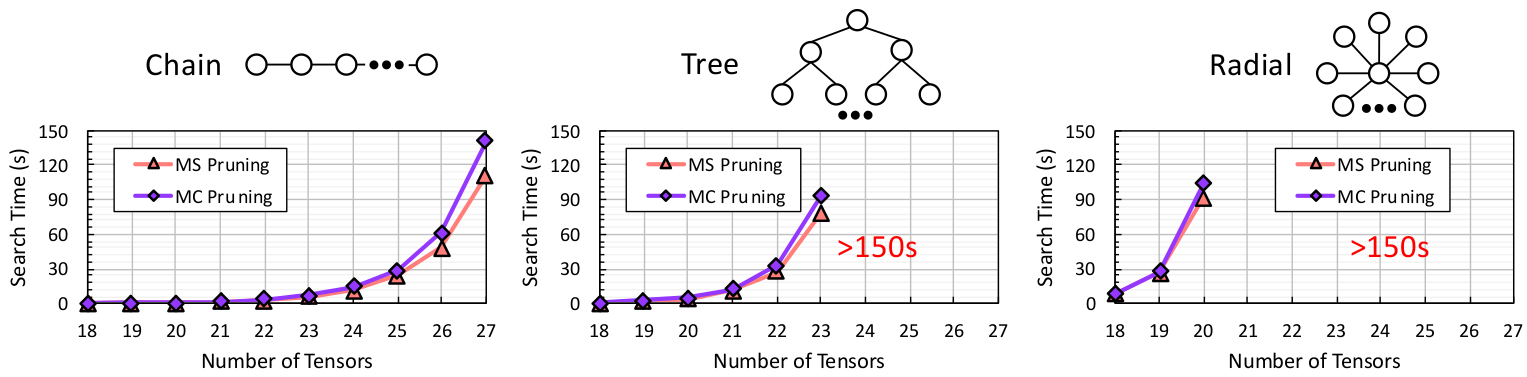 Chain
Search Time (s)
150
120
90
60
30
0
MS Pruning
MC Pruning
18 19 20 21 22 23 24 25 26 27
Number of Tensors
Tree
Search Time (s)
150
120
90
60
30
0
MS Pruning
MC Pruning
>150s
18 19 20 21 22 23 24 25 26 27
Number of Tensors
Radial
Search Time (s)
150
120
90
60
30
0
MS Pruning
MC Pruning
>150s
18 19 20 21 22 23 24 25 26 27
Number of Tensors